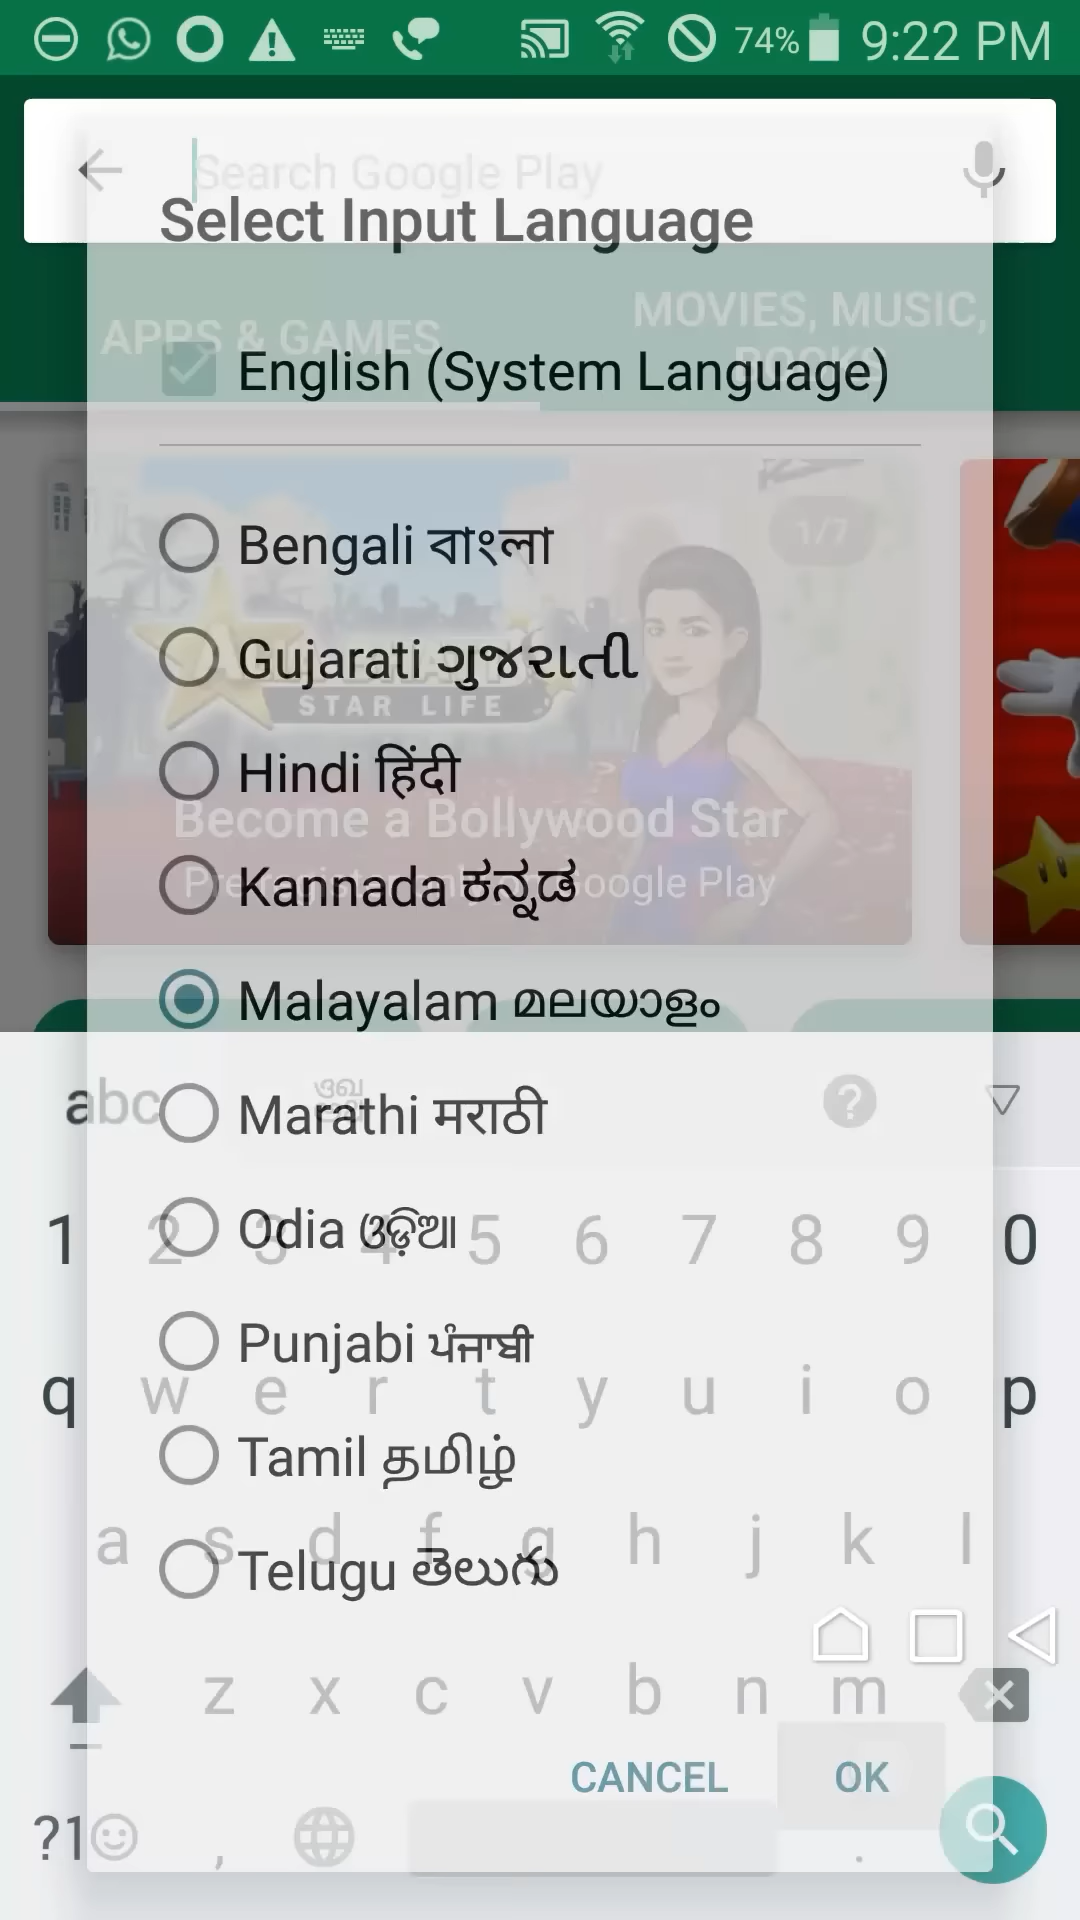 74% 9:22 PM
Search Google Play
Select Input Language
APPS & GAMES
MOVIES, MUSIC,
BOOKS
English (System Language)
1/7
Bengali বাংলা
Gujarati ગુજરાતી
STAR LIFE
Hindi हिंदी
Become a Bollywood Star
Kannada ಕನ್ನಡ
Google Play
Malayalam മലയാളം
abc
Marathi मराठी
Odia ଓଡ଼ିଆ
1 2 3 4 5 6 7 8 9 0
Punjabi ਪੰਜਾਬੀ
q w e r t y u i o p
Tamil தமிழ்
a s d f g h j k l
Telugu తెలుగు
z x c v b n m
CANCEL OK
?1 , .